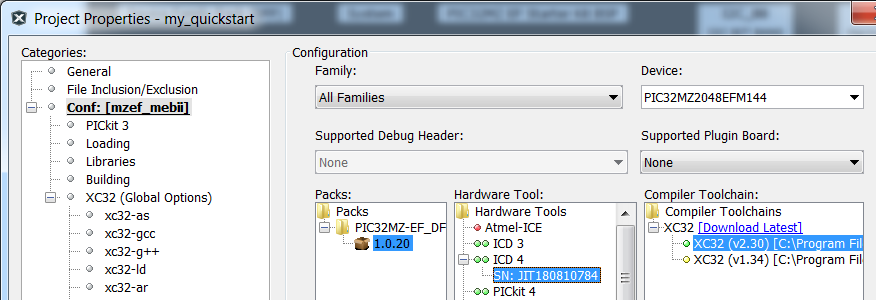 Project Properties - my_quickstart
Categories:
General
File Inclusion/Exclusion
Conf: [mzef_mebii]
PICkit 3
Loading
Libraries
Building
XC32 (Global Options)
xc32-as
xc32-gcc
xc32-g++
xc32-ld
xc32-ar
Configuration
Family:
All Families
Device:
PIC32MZ2048EFM144
Supported Debug Header:
None
Supported Plugin Board:
None
Packs:
Packs
PIC32MZ-EF_DF
1.0.20
Hardware Tool:
Hardware Tools
Atmel-ICE
ICD 3
ICD 4
SN: JIT180810784
PICkit 4
Compiler Toolchain:
Compiler Toolchains
XC32 [Download Latest]
XC32 (v2.30) [C:\Program Fil
XC32 (v1.34) [C:\Program Fil